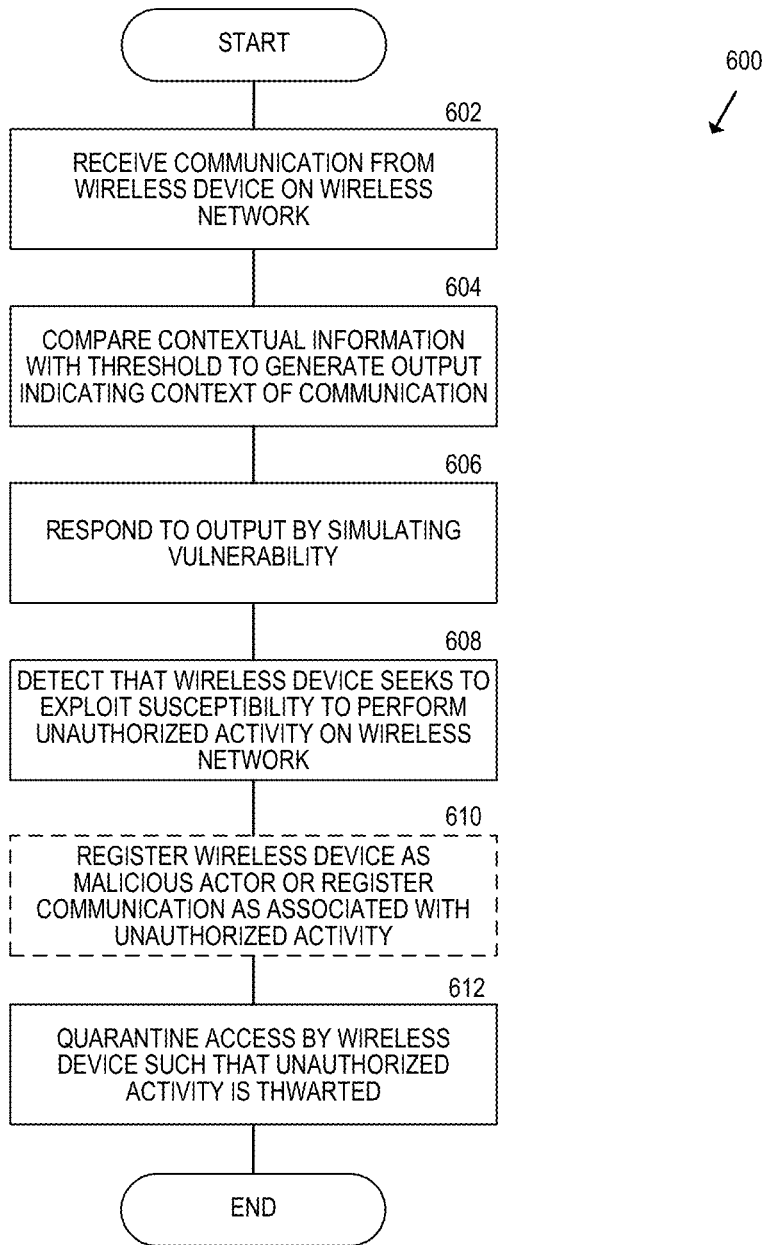 START
600
602
RECEIVE COMMUNICATION FROM
WIRELESS DEVICE ON WIRELESS
NETWORK
604
COMPARE CONTEXTUAL INFORMATION
WITH THRESHOLD TO GENERATE OUTPUT
INDICATING CONTEXT OF COMMUNICATION
606
RESPOND TO OUTPUT BY SIMULATING
VULNERABILITY
608
DETECT THAT WIRELESS DEVICE SEEKS TO
EXPLOIT SUSCEPTIBILITY TO PERFORM
UNAUTHORIZED ACTIVITY ON WIRELESS
NETWORK
610
REGISTER WIRELESS DEVICE AS
MALICIOUS ACTOR OR REGISTER
COMMUNICATION AS ASSOCIATED WITH
UNAUTHORIZED ACTIVITY
612
QUARANTINE ACCESS BY WIRELESS
DEVICE SUCH THAT UNAUTHORIZED
ACTIVITY IS THWARTED
END